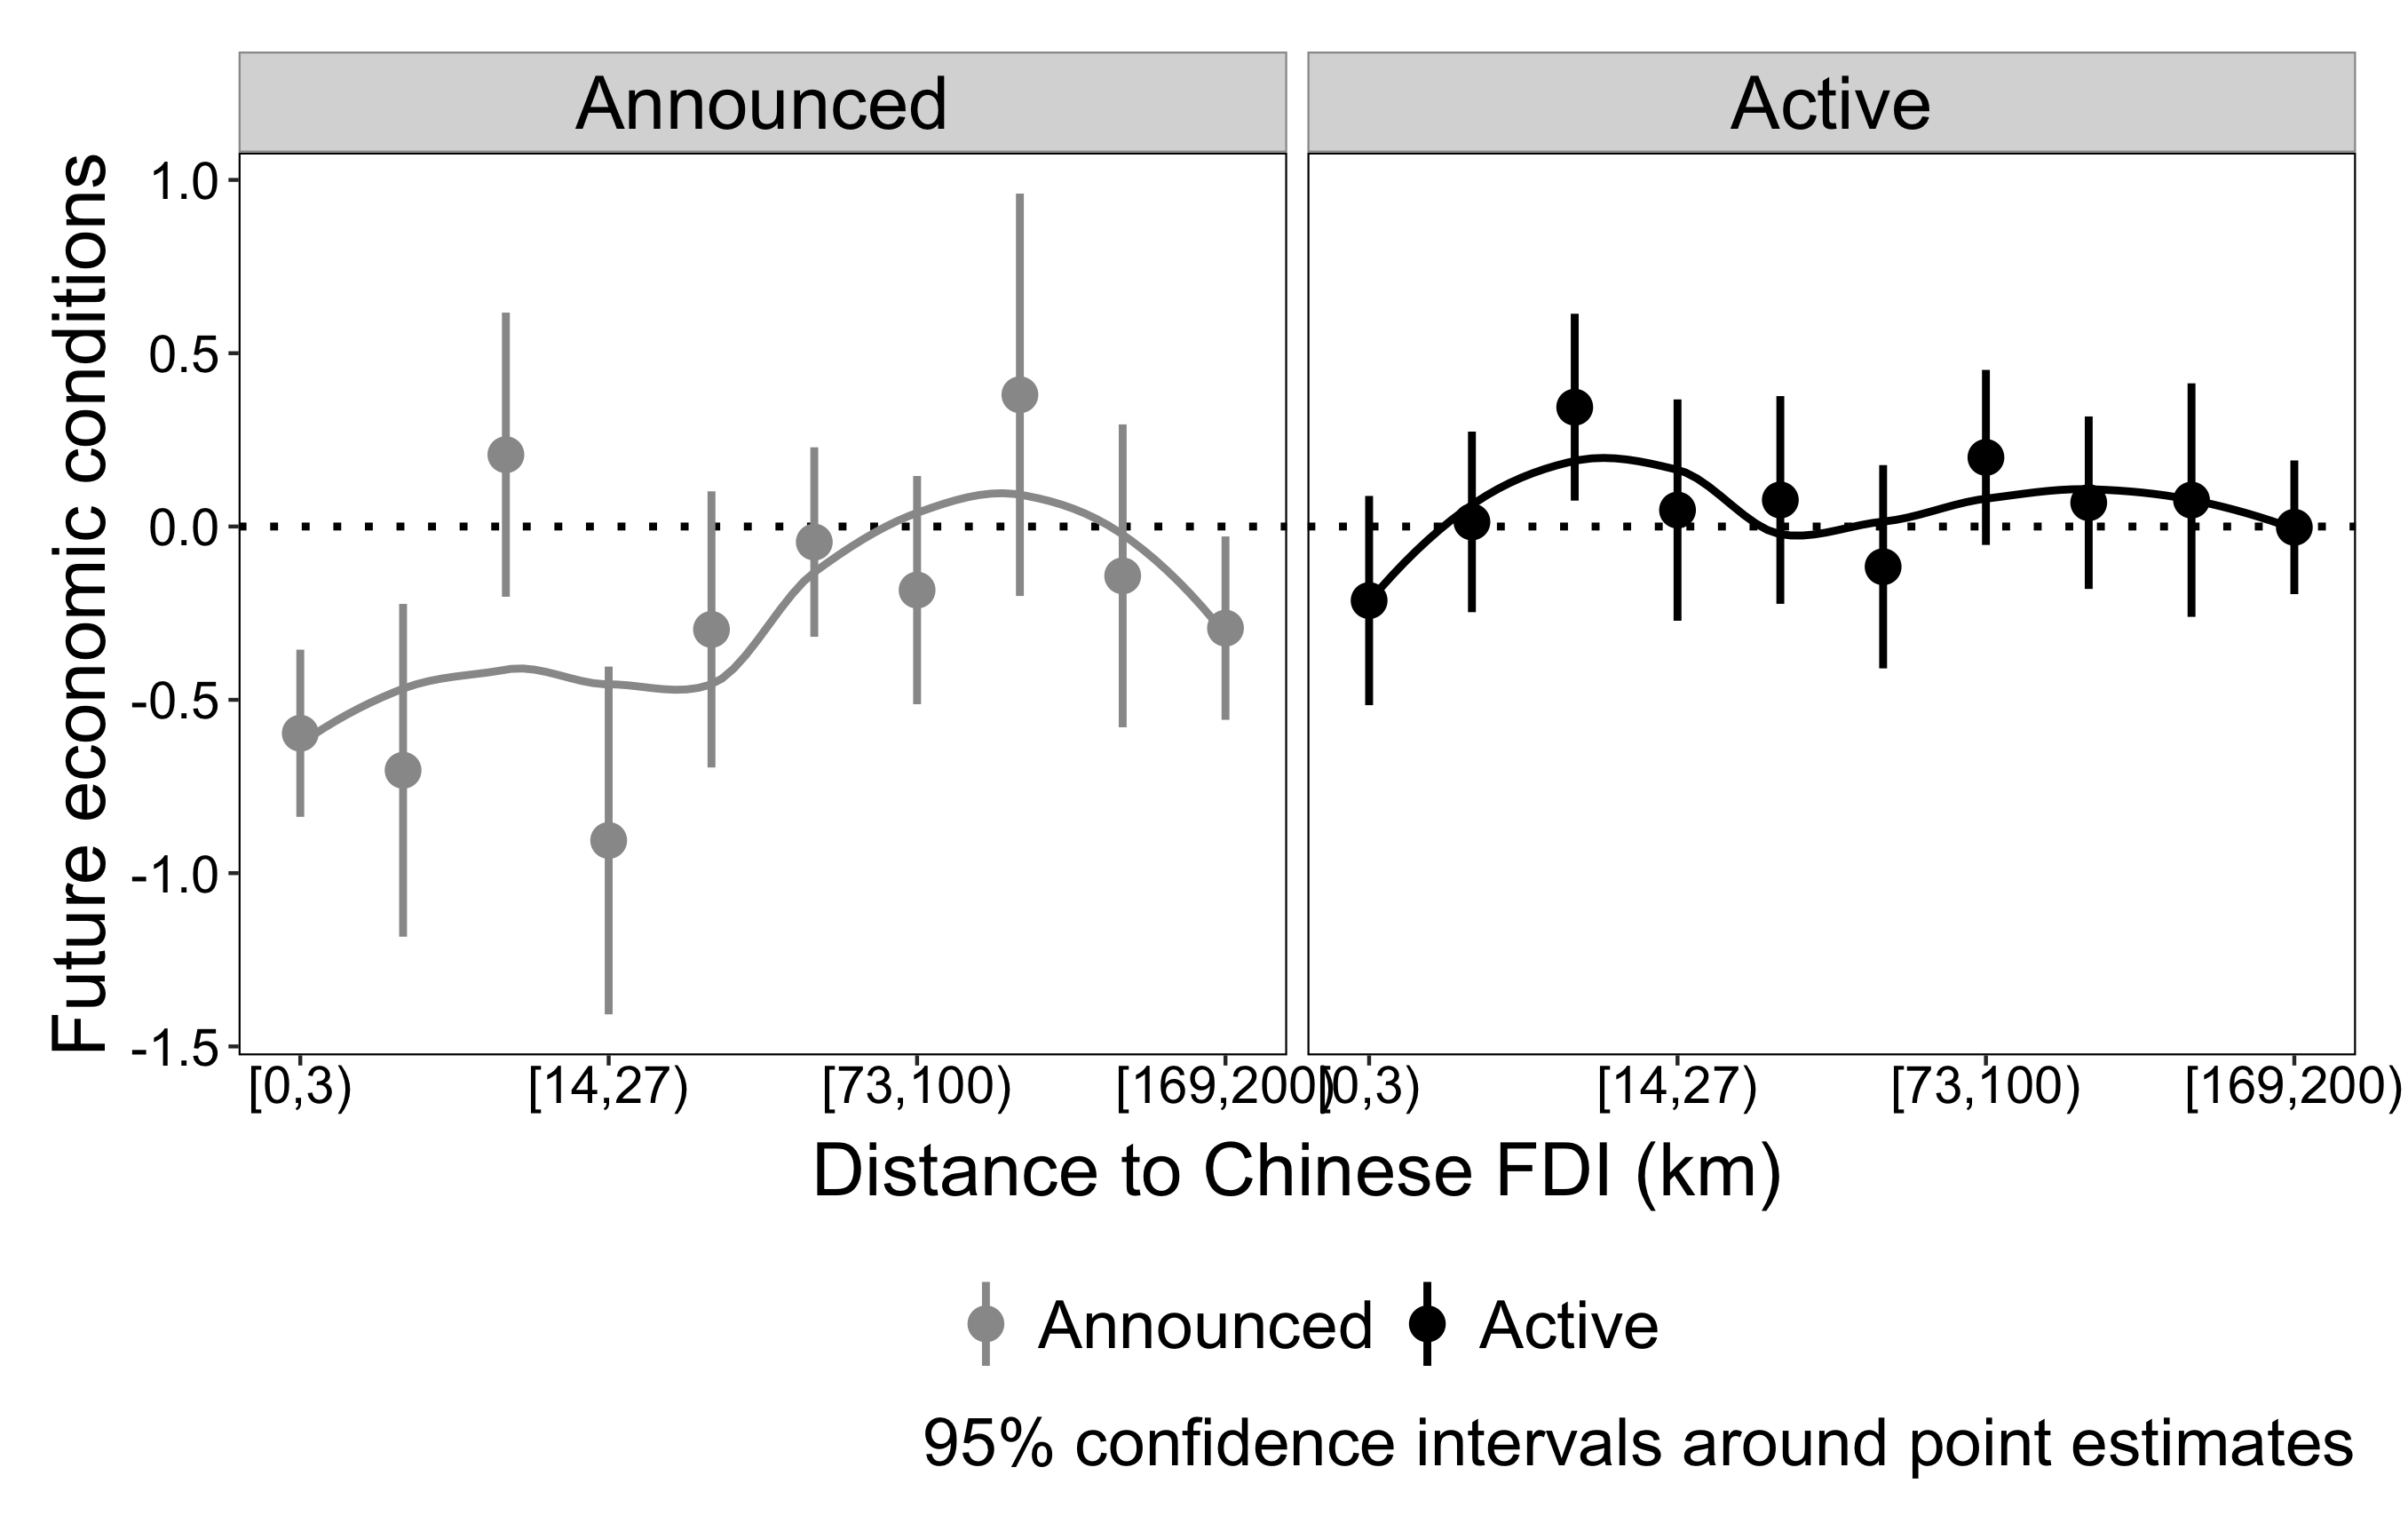 Announced
Active
Future economic conditions
1.0
0.5
0.0
-0.5
-1.0
-1.5
[0,3) [14,27) [73,100) [169,200)
[0,3) [14,27) [73,100) [169,200)
Distance to Chinese FDI (km)
Announced Active
95% confidence intervals around point estimates